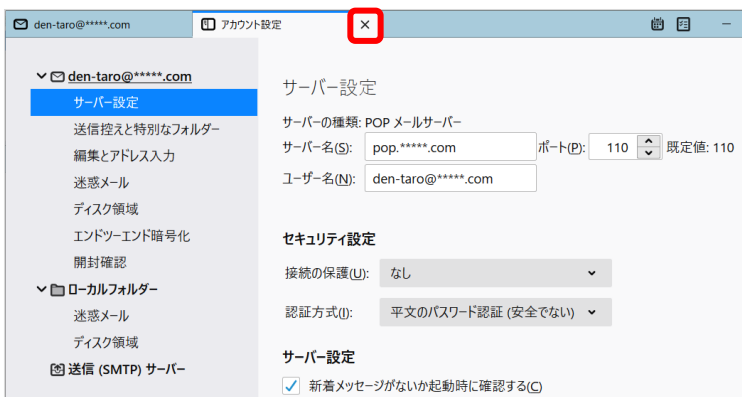 den-taro@*****.com
アカウント設定
den-taro@*****.com
サーバー設定
送信控えと特別なフォルダー
編集とアドレス入力
迷惑メール
ディスク領域
エンドツーエンド暗号化
開封確認
ローカルフォルダー
迷惑メール
ディスク領域
送信 (SMTP) サーバー
サーバー設定
サーバーの種類: POP メールサーバー
サーバー名(S): pop.*****.com ポート(P): 110 既定値: 110
ユーザー名(N): den-taro@*****.com
セキュリティ設定
接続の保護(U): なし
認証方式(I): 平文のパスワード認証 (安全でない)
サーバー設定
新着メッセージがないか起動時に確認する(C)